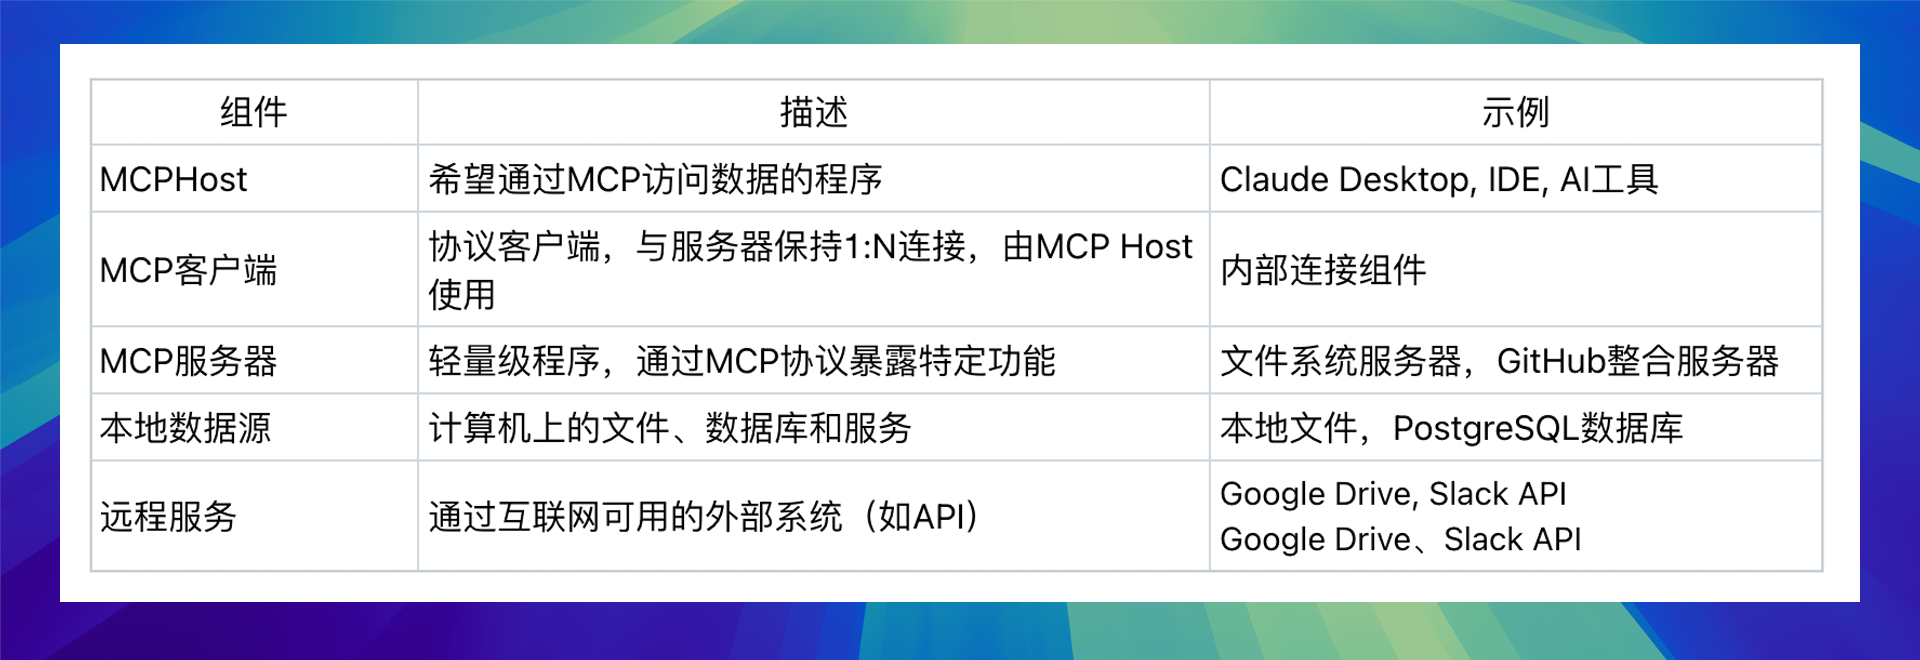 组件
描述
示例
MCPHost
希望通过MCP访问数据的程序
Claude Desktop, IDE, AI工具
MCP客户端
协议客户端，与服务器保持1:N连接，由MCP Host
使用
内部连接组件
MCP服务器
轻量级程序，通过MCP协议暴露特定功能
文件系统服务器，GitHub整合服务器
本地数据源
计算机上的文件、数据库和服务
本地文件，PostgreSQL数据库
远程服务
通过互联网可用的外部系统（如API）
Google Drive, Slack API
Google Drive、Slack API